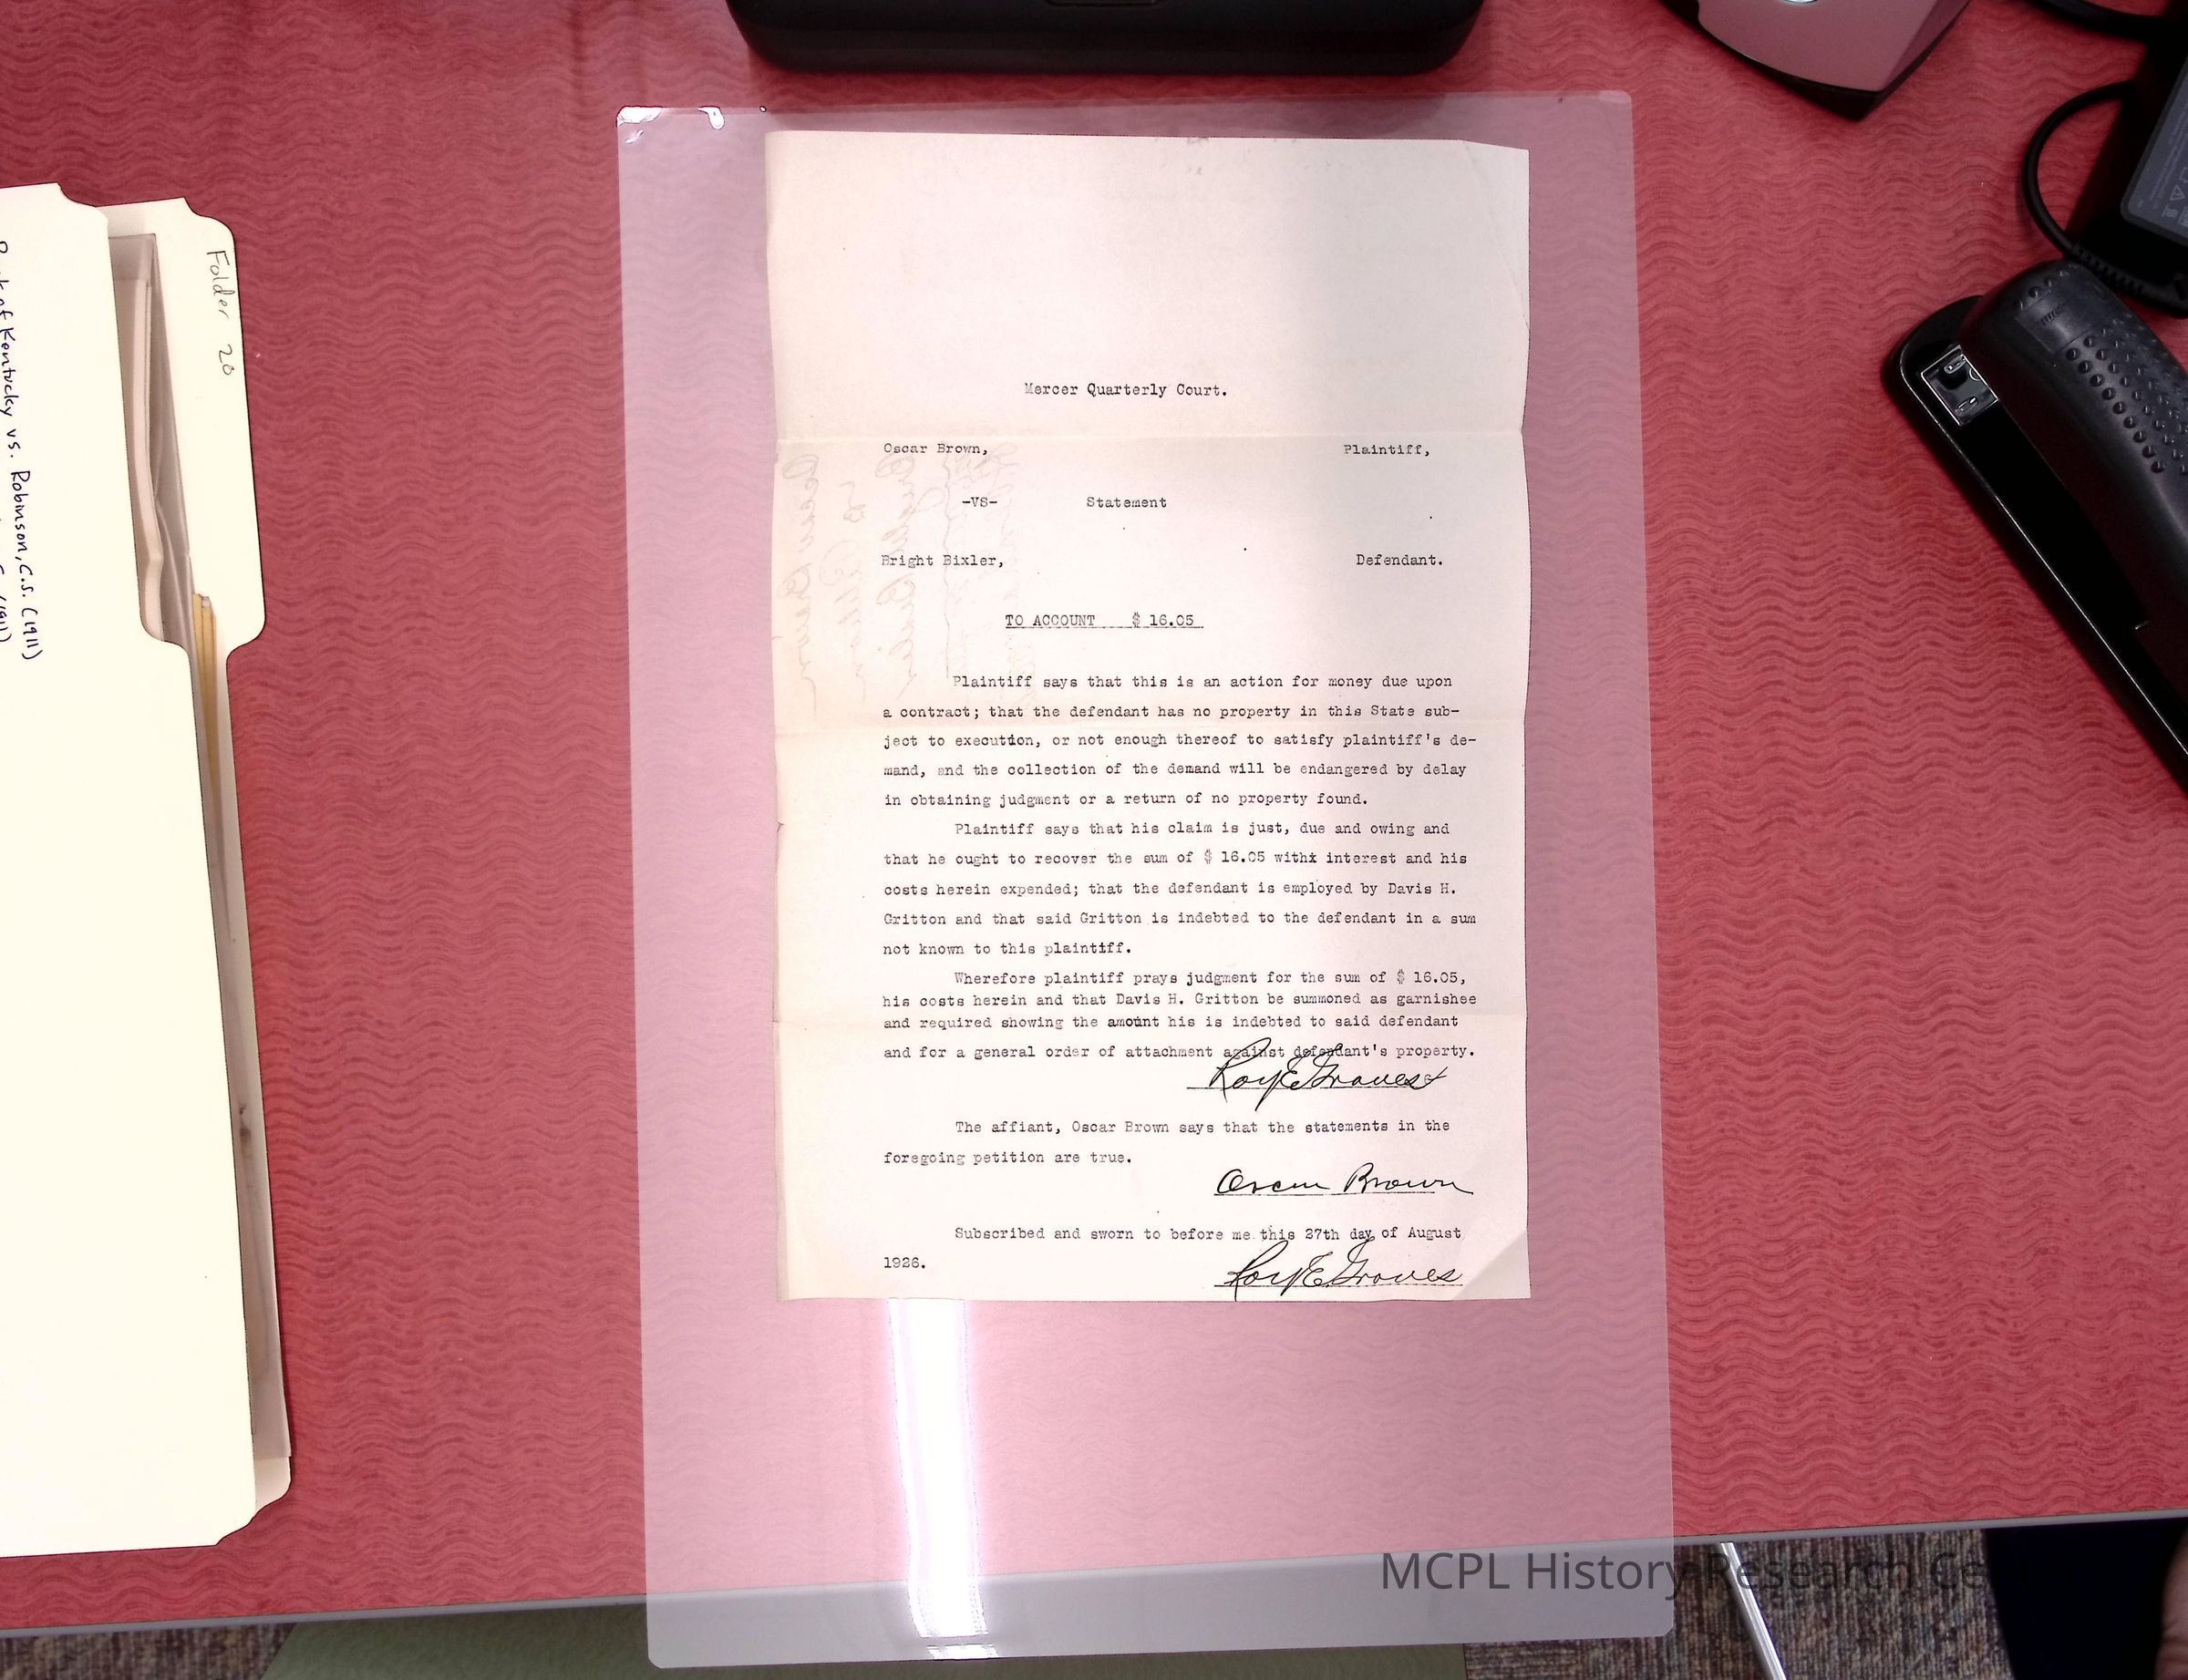 Mercer Quarterly Court.
Oscar Brown, Plaintiff,
-VS- Statement
Bright Bixler, Defendant.
TO ACCOUNT $ 16.05
Plaintiff says that this is an action for money due upon
a contract; that the defendant has no property in this State sub-
ject to execution, or not enough thereof to satisfy plaintiff's de-
mand, and the collection of the demand will be endangered by delay
in obtaining judgment or a return of no property found.
Plaintiff says that his claim is just, due and owing and
that he ought to recover the sum of $ 16.05 withx interest and his
costs herein expended; that the defendant is employed by Davis H.
Gritton and that said Gritton is indebted to the defendant in a sum
not known to this plaintiff.
Wherefore plaintiff prays judgment for the sum of $ 16.05,
his costs herein and that Davis H. Gritton be summoned as garnishee
and required showing the amount his is indebted to said defendant
and for a general order of attachment against defendant's property.
Roy E Graves
The affiant, Oscar Brown says that the statements in the
foregoing petition are true.
Oscar Brown
Subscribed and sworn to before me this 27th day of August
1926.
Roy E Graves
Folder 20
of Kentucky vs. Robinson, C.S. (1911)
MCPL History Research Ce